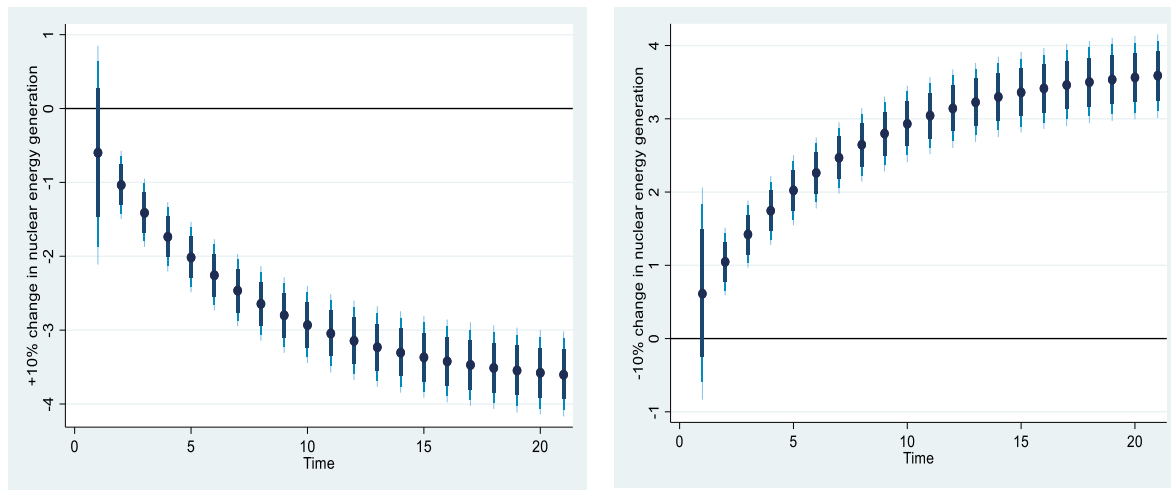 +10% change in nuclear energy generation
1
0
-1
-2
-3
-4
0 5 10 15 20
Time
-10% change in nuclear energy generation
4
3
2
1
0
-1
0 5 10 15 20
Time